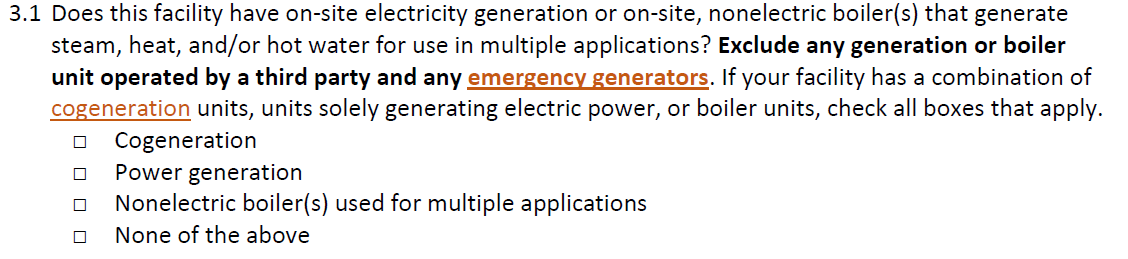 3.1 Does this facility have on-site electricity generation or on-site, nonelectric boiler(s) that generate
steam, heat, and/or hot water for use in multiple applications? Exclude any generation or boiler
unit operated by a third party and any emergency generators. If your facility has a combination of
cogeneration units, units solely generating electric power, or boiler units, check all boxes that apply.
□ Cogeneration
□ Power generation
□ Nonelectric boiler(s) used for multiple applications
□ None of the above